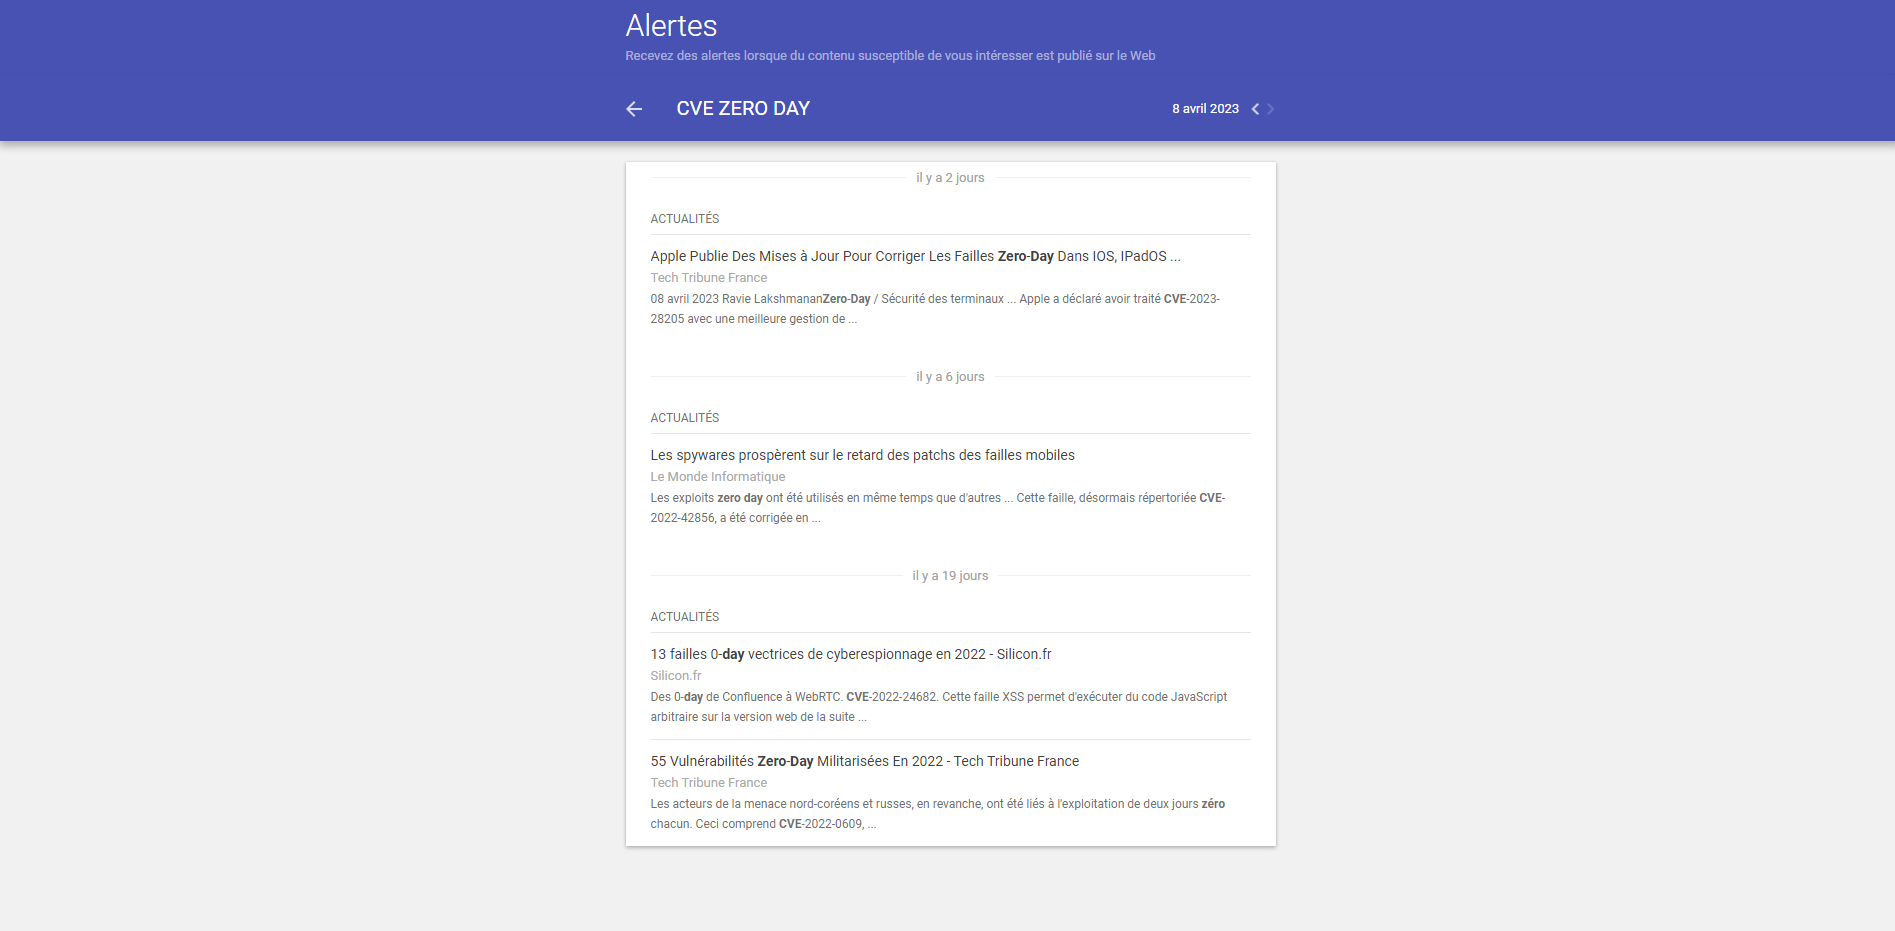 Alertes
Recevez des alertes lorsque du contenu susceptible de vous intéresser est publié sur le Web
CVE ZERO DAY
8 avril 2023
il y a 2 jours
ACTUALITÉS
Apple Publie Des Mises à Jour Pour Corriger Les Failles Zero-Day Dans IOS, IPadOS ...
Tech Tribune France
08 avril 2023 Ravie LakshmananZero-Day / Sécurité des terminaux ... Apple a déclaré avoir traité CVE-2023-
28205 avec une meilleure gestion de ...
il y a 6 jours
ACTUALITÉS
Les spywares prospèrent sur le retard des patchs des failles mobiles
Le Monde Informatique
Les exploits zero day ont été utilisés en même temps que d'autres ... Cette faille, désormais répertoriée CVE-
2022-42856, a été corrigée en ...
il y a 19 jours
ACTUALITÉS
13 failles 0-day vectrices de cyberespionnage en 2022 - Silicon.fr
Silicon.fr
Des 0-day de Confluence à WebRTC. CVE-2022-24682. Cette faille XSS permet d'exécuter du code JavaScript
arbitraire sur la version web de la suite ...
55 Vulnérabilités Zero-Day Militarisées En 2022 - Tech Tribune France
Tech Tribune France
Les acteurs de la menace nord-coréens et russes, en revanche, ont été liés à l'exploitation de deux jours zéro
chacun. Ceci comprend CVE-2022-0609, ...